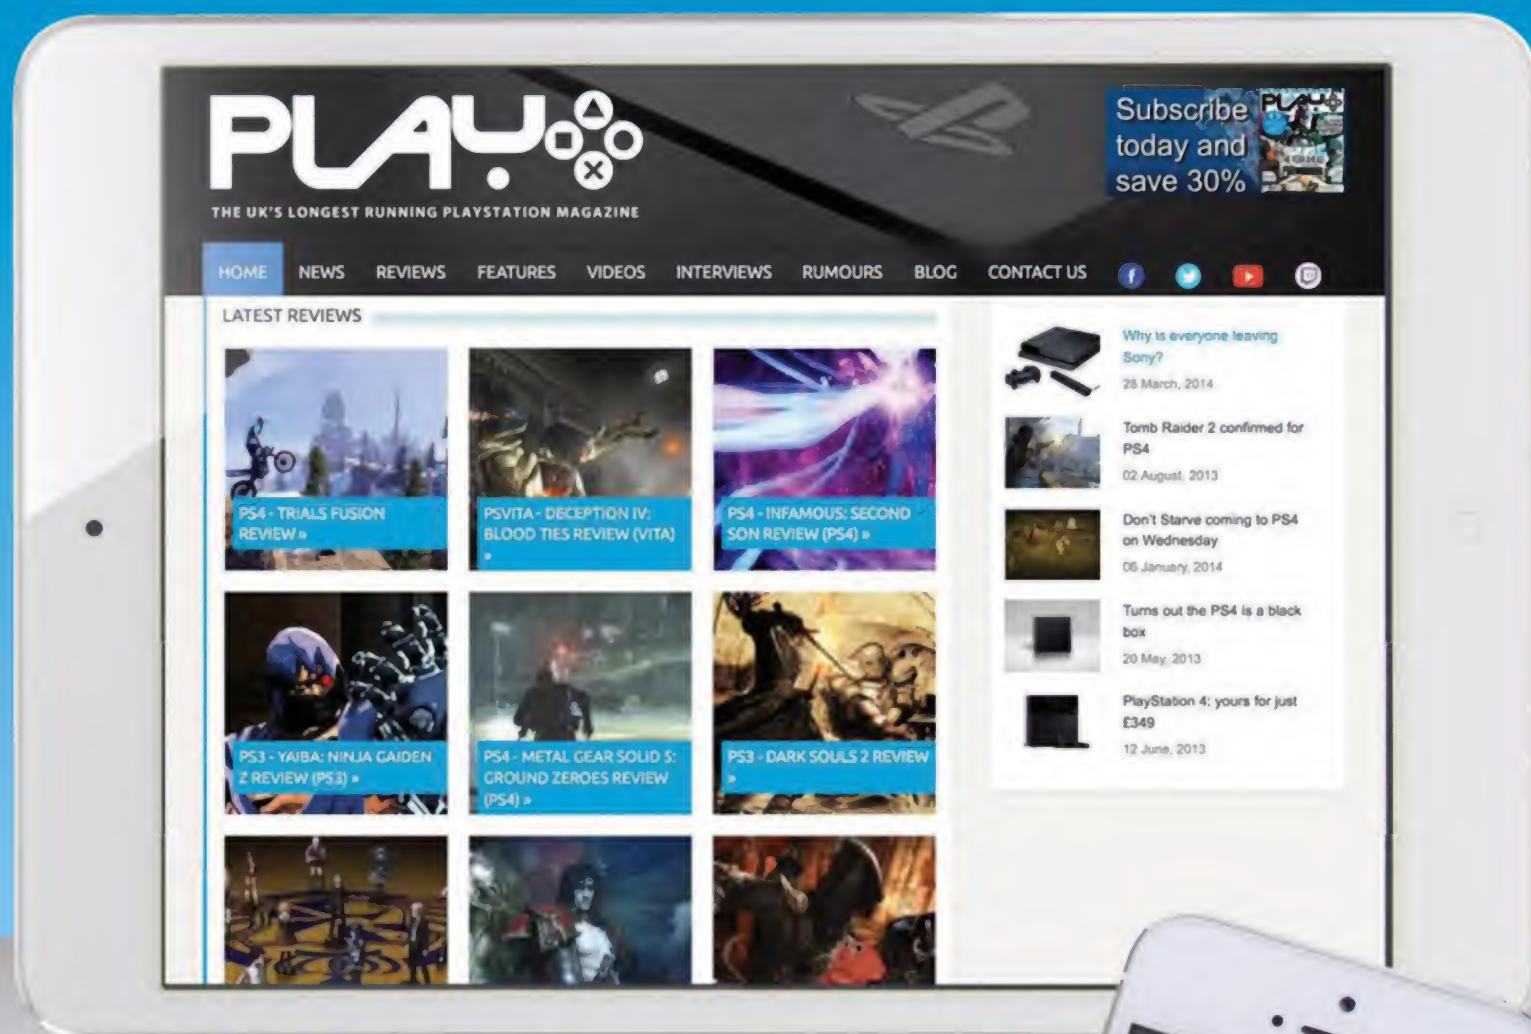 PLAY
THE UK'S LONGEST RUNNING PLAYSTATION MAGAZINE
Subscribe
today and
save 30%
PLAY
HOME NEWS REVIEWS FEATURES VIDEOS INTERVIEWS RUMOURS BLOG CONTACT US
LATEST REVIEWS
PS4 - TRIALS FUSION
REVIEW »
PSVITA - DECEPTION IV:
BLOOD TIES REVIEW (VITA)
»
PS4 - INFAMOUS: SECOND
SON REVIEW (PS4) »
PS3 - YAIBA: NINJA GAIDEN
Z REVIEW (PS3) »
PS4 - METAL GEAR SOLID 5:
GROUND ZEROES REVIEW
(PS4) »
PS3 - DARK SOULS 2 REVIEW
»
Why is everyone leaving
Sony?
28 March, 2014
Tomb Raider 2 confirmed for
PS4
02 August, 2013
Don't Starve coming to PS4
on Wednesday
06 January, 2014
Turns out the PS4 is a black
box
20 May, 2013
PlayStation 4: yours for just
£349
12 June, 2013